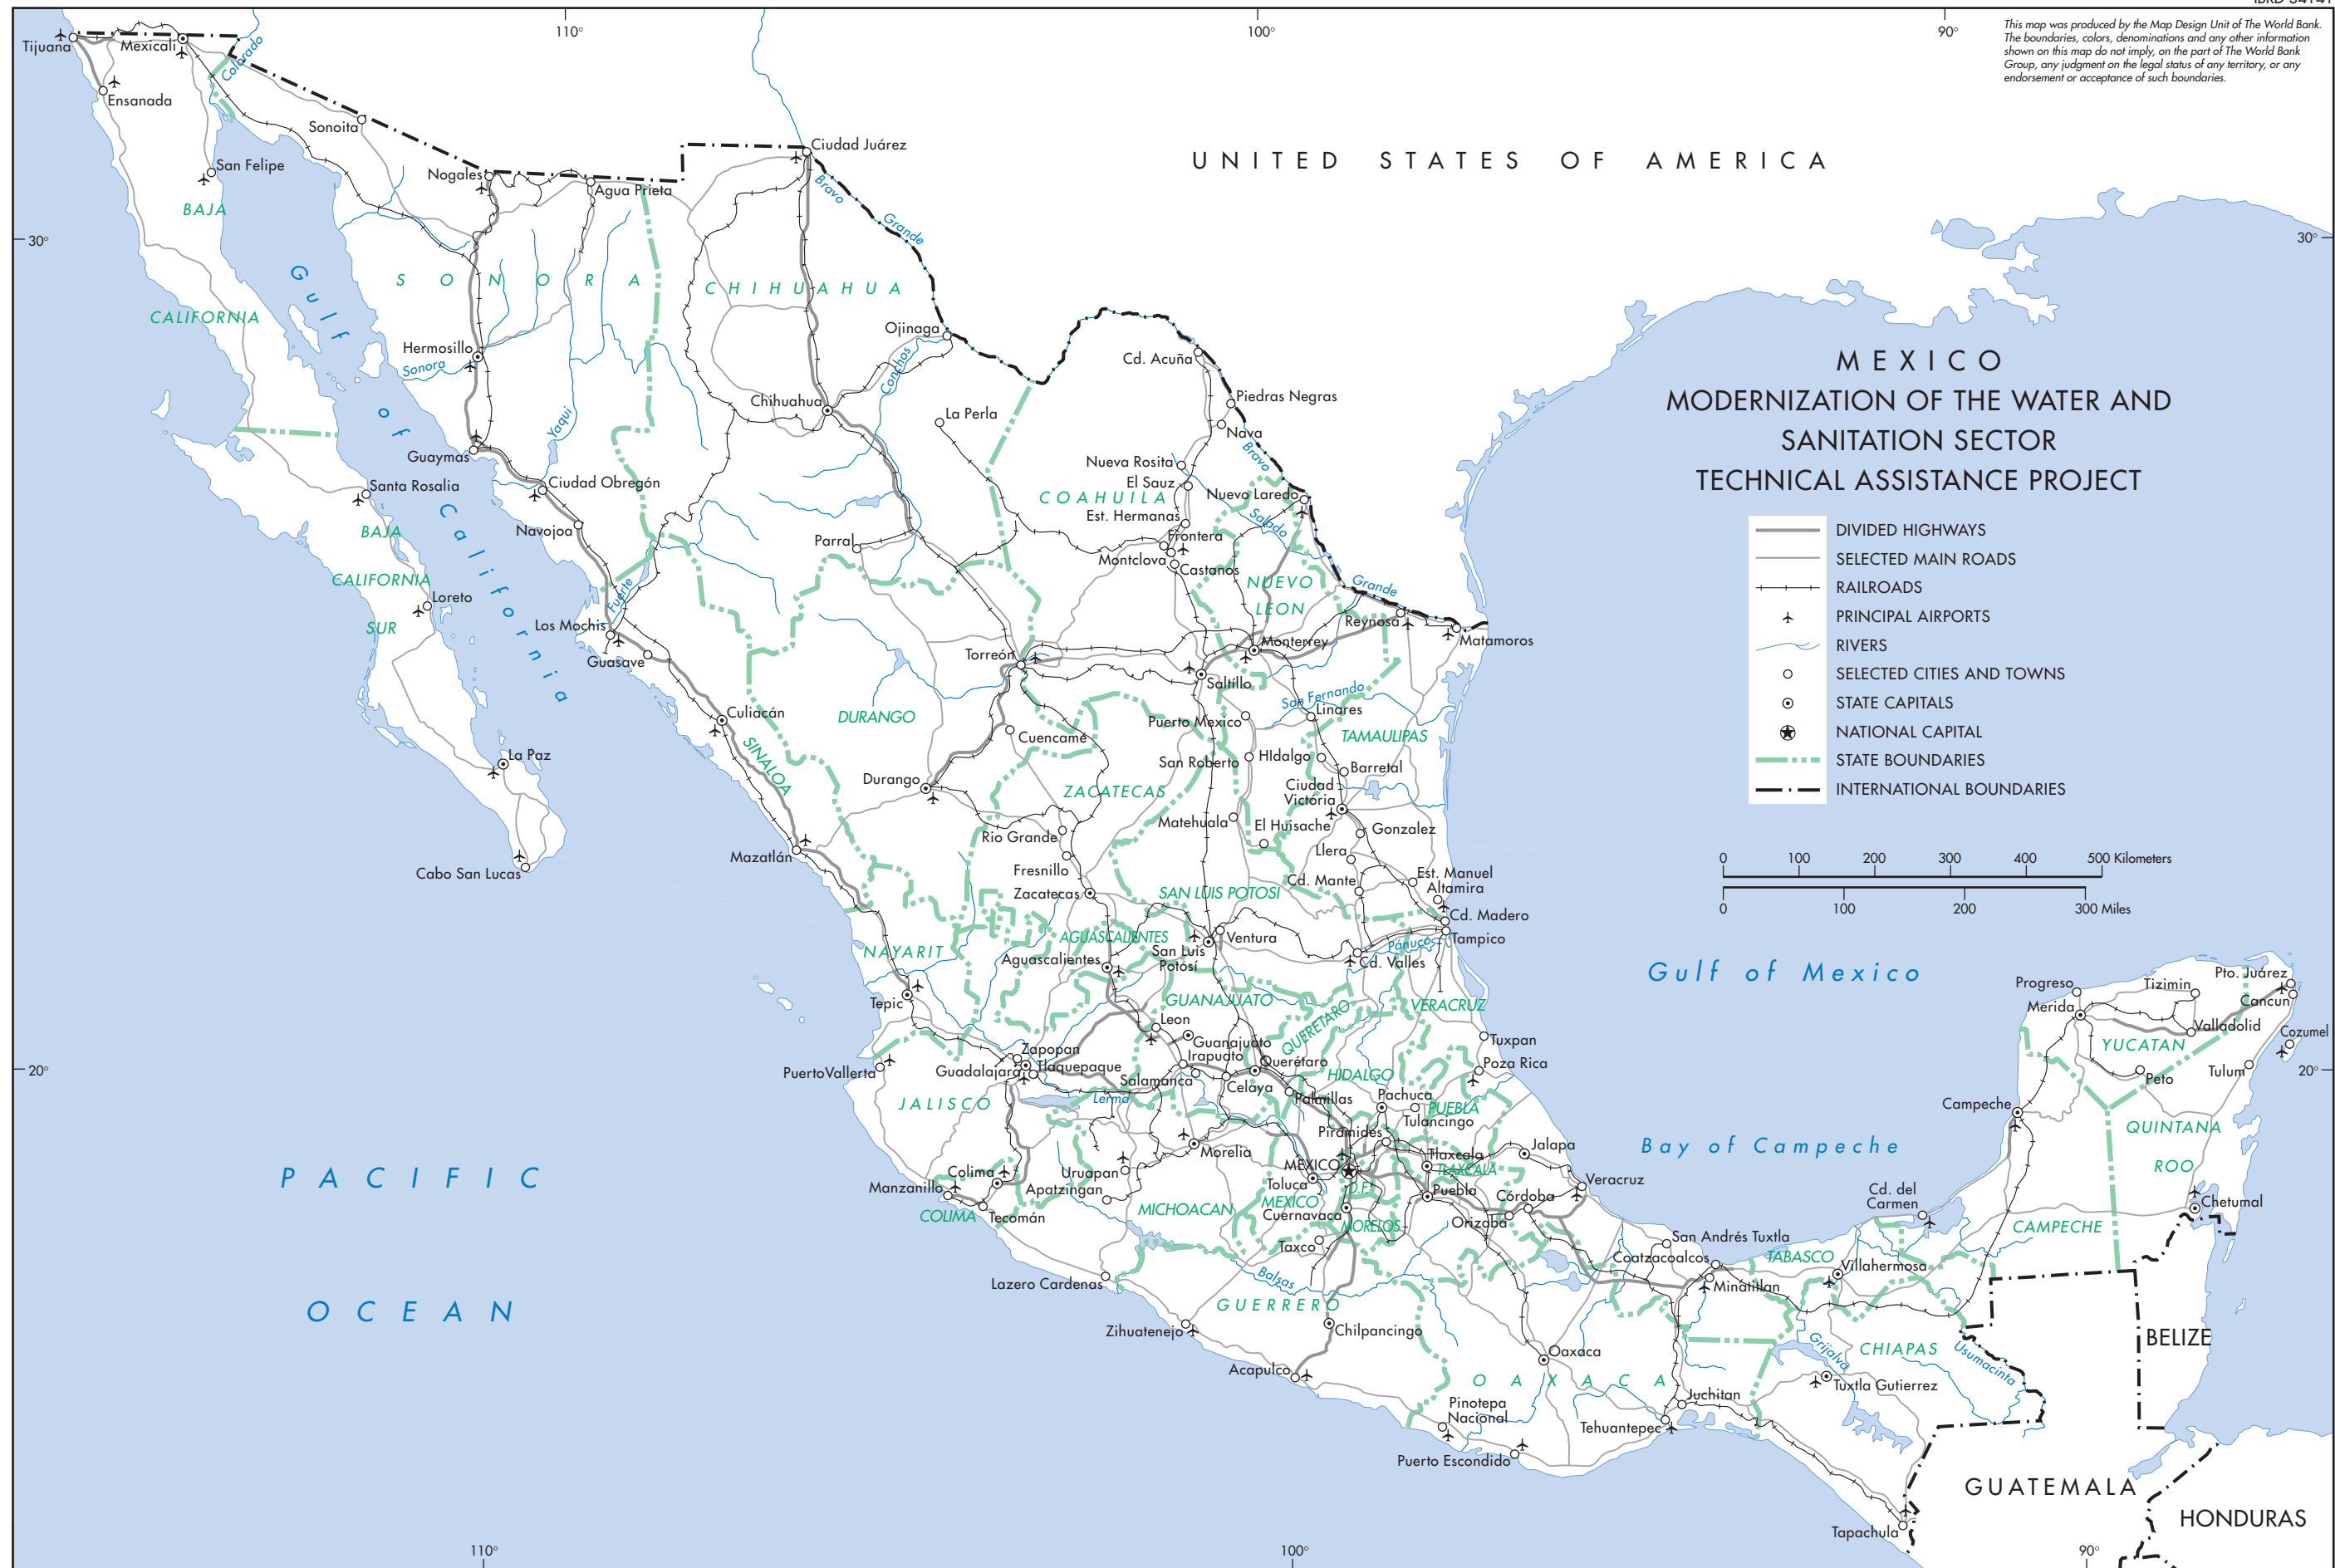 IBRD 34141
This map was produced by the Map Design Unit of The World Bank.
The boundaries, colors, denominations and any other information
shown on this map do not imply, on the part of The World Bank
Group, any judgment on the legal status of any territory, or any
endorsement or acceptance of such boundaries.
110°
100°
90°
Tijuana
Mexicali
Colorado
Ensanada
Sonoita
San Felipe
BAJA
CALIFORNIA
Nogales
Agua Prieta
Ciudad Juárez
Bravo
Grande
UNITED STATES OF AMERICA
30°
30°
Gulf of California
SONORA
CHIHUAHUA
Ojinaga
Conchos
Hermosillo
Sonora
Yaqui
Chihuahua
La Perla
Cd. Acuña
Piedras Negras
Nava
Bravo
Guaymas
Santa Rosalia
Ciudad Obregón
Navojoa
Nueva Rosita
El Sauz
COAHUILA
Nuevo Laredo
Est. Hermanas
Salado
Frontera
Montclova
Castanos
Parral
BAJA
CALIFORNIA
SUR
Loreto
Fuerte
Los Mochis
Guasave
NUEVO
LEON
Grande
Reynosa
Matamoros
Torreón
Monterrey
Saltíllo
San Fernando
Linares
Culiacán
SINALOA
DURANGO
Cuencamé
Puerto Mexico
TAMAULIPAS
San Roberto
HIdalgo
Barretal
La Paz
Durango
ZACATECAS
Ciudad
Victoria
Matehuala
El Huisache
Gonzalez
Rio Grande
Llera
Mazatlán
Cabo San Lucas
Fresnillo
Zacatecas
SAN LUIS POTOSI
Cd. Mante
Est. Manuel
Altamira
Cd. Madero
Tampico
Pánuco
NAYARIT
AGUASCALIENTES
Aguascalientes
San Luis
Potosí
Ventura
Cd. Valles
Tepic
GUANAJUATO
QUERETARO
VERACRUZ
Leon
Guanajuato
Irapuato
Querétaro
Tuxpan
Zapopan
Tlaquepaque
Guadalajara
PuertoVallerta
Salamanca
Celaya
HIDALGO
Poza Rica
20°
20°
Lerma
JALISCO
Palmillas
Pachuca
PUEBLA
Tulancingo
Pirámides
Morelia
Jalapa
Tlaxcala
TLAXCALA
MEXICO
Colima
Uruapan
Toluca
D.F.
Puebla
Veracruz
Manzanillo
Apatzingan
MEXICO
Córdoba
COLIMA
Tecomán
MICHOACAN
Cuernavaca
MORELOS
Orizaba
Taxco
San Andrés Tuxtla
Coatzacoalcos
Minatitlan
Lazero Cardenas
Balsas
GUERRERO
Zihuatenejo
Chilpancingo
Acapulco
Oaxaca
OAXACA
Juchitan
Pinotepa
Nacional
Tehuantepec
Puerto Escondido
MEXICO
MODERNIZATION OF THE WATER AND
SANITATION SECTOR
TECHNICAL ASSISTANCE PROJECT
DIVIDED HIGHWAYS
SELECTED MAIN ROADS
RAILROADS
PRINCIPAL AIRPORTS
RIVERS
SELECTED CITIES AND TOWNS
STATE CAPITALS
NATIONAL CAPITAL
STATE BOUNDARIES
INTERNATIONAL BOUNDARIES
0 100 200 300 400 500 Kilometers
0 100 200 300 Miles
Gulf of Mexico
Bay of Campeche
Progreso
Merida
Tizimin
Pto. Juárez
Cancun
Valladolid
Cozumel
YUCATAN
Peto
Tulum
Campeche
QUINTANA
ROO
Cd. del
Carmen
Chetumal
CAMPECHE
TABASCO
Villahermosa
BELIZE
CHIAPAS
Grijalva
Usumacinta
Tuxtla Gutierrez
GUATEMALA
HONDURAS
Tapachula
PACIFIC
OCEAN
110°
100°
90°